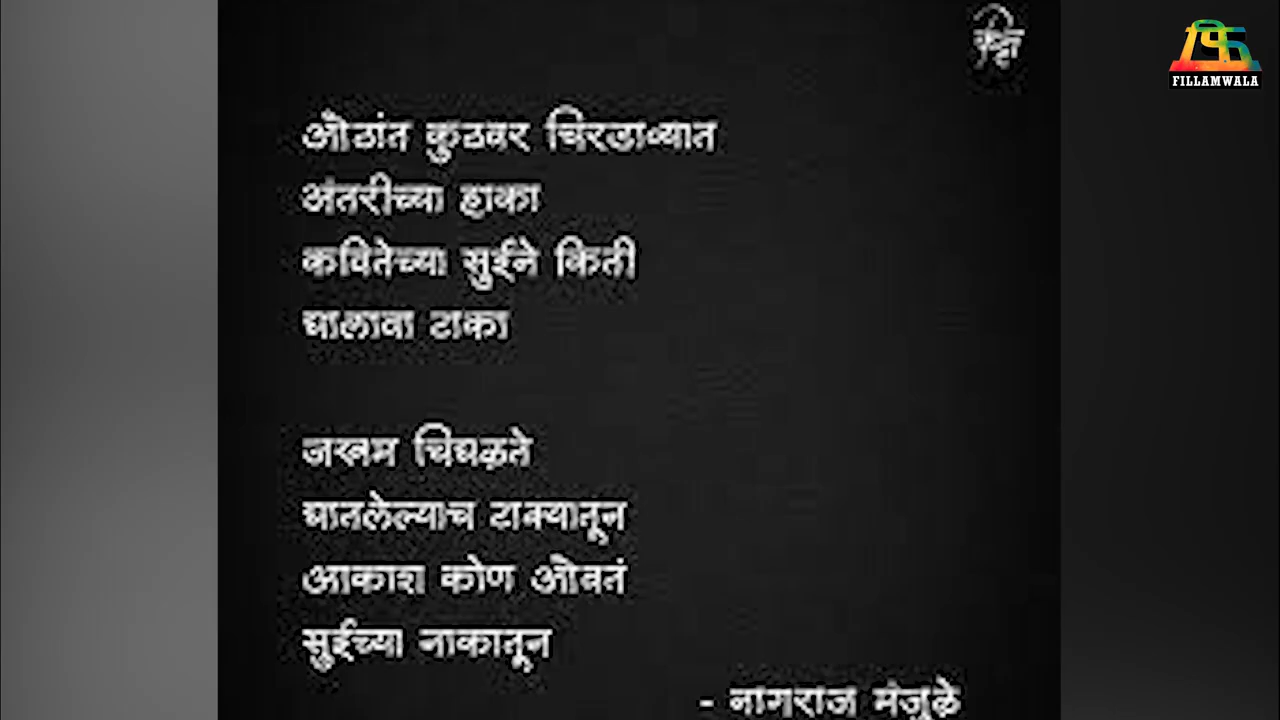 ओठांत कुठवर चिरडाव्यात
अंतरीच्या हाका
कवितेच्या सुईने किती
घालावा टाका
जखम चिघळते
घातलेल्याच टाक्यातून
आकाश कोण ओवतं
सुईच्या नाकातून
- नागराज मंजुळे
FILLAMWALA